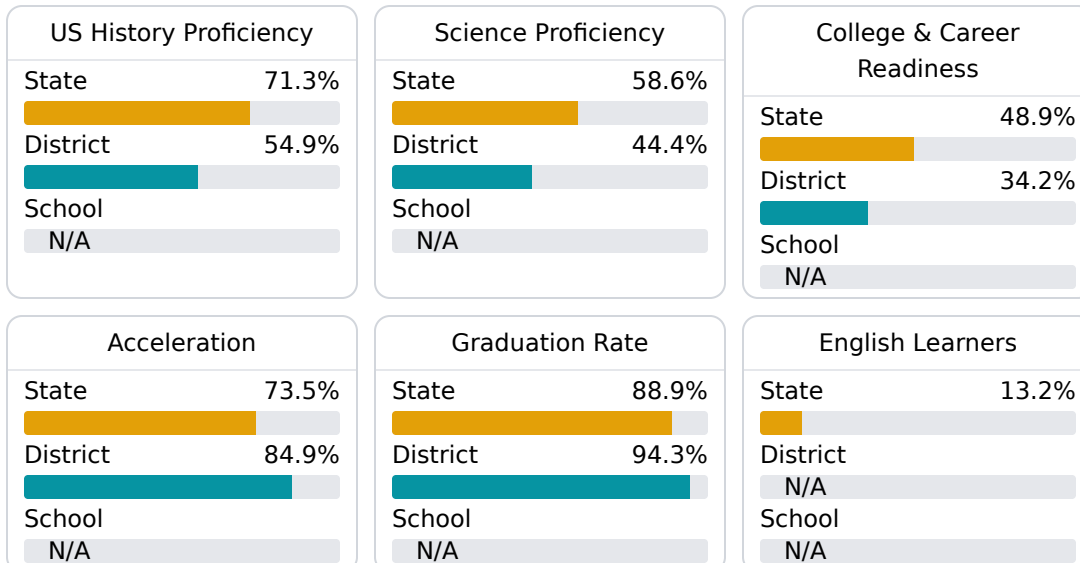 US History Proficiency
State 71.3%
District 54.9%
School
N/A
Science Proficiency
State 58.6%
District 44.4%
School
N/A
College & Career
Readiness
State 48.9%
District 34.2%
School
N/A
Acceleration
State 73.5%
District 84.9%
School
N/A
Graduation Rate
State 88.9%
District 94.3%
School
N/A
English Learners
State 13.2%
District
N/A
School
N/A